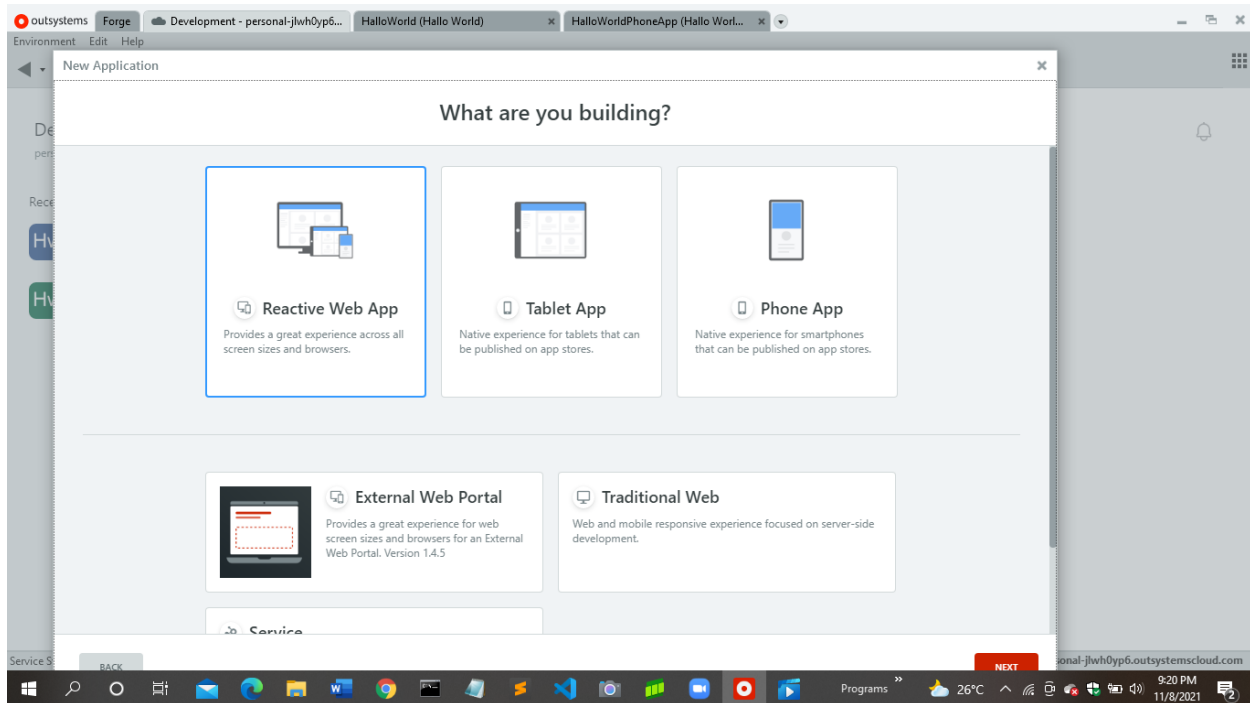 outsystems Forge Development - personal-jlwh0yp6... HalloWorld (Hallo World) HalloWorldPhoneApp (Hallo Worl...
Environment Edit Help
New Application
What are you building?
De
pers
Rece
Reactive Web App
Provides a great experience across all
screen sizes and browsers.
Tablet App
Native experience for tablets that can
be published on app stores.
Phone App
Native experience for smartphones
that can be published on app stores.
External Web Portal
Provides a great experience for web
screen sizes and browsers for an External
Web Portal. Version 1.4.5
Traditional Web
Web and mobile responsive experience focused on server-side
development.
Service
BACK
NEXT
Service S
onal-jlwh0yp6.outsystemscloud.com
Programs
26°C
9:20 PM
11/8/2021
2